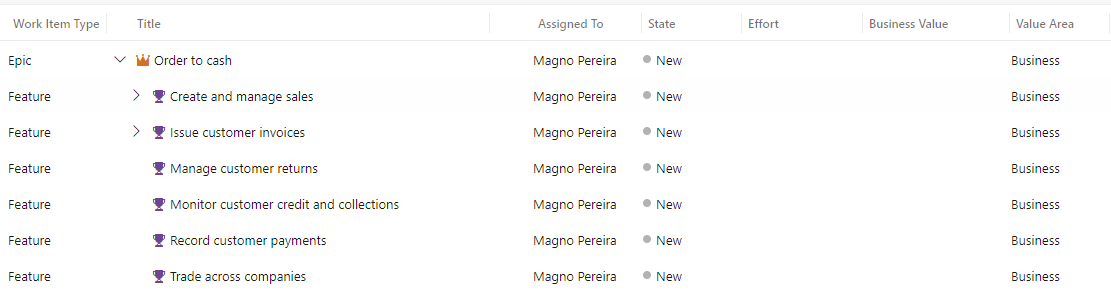 Work Item Type Title Assigned To State Effort Business Value Value Area
Epic Order to cash Magno Pereira New Business
Feature Create and manage sales Magno Pereira New Business
Feature Issue customer invoices Magno Pereira New Business
Feature Manage customer returns Magno Pereira New Business
Feature Monitor customer credit and collections Magno Pereira New Business
Feature Record customer payments Magno Pereira New Business
Feature Trade across companies Magno Pereira New Business